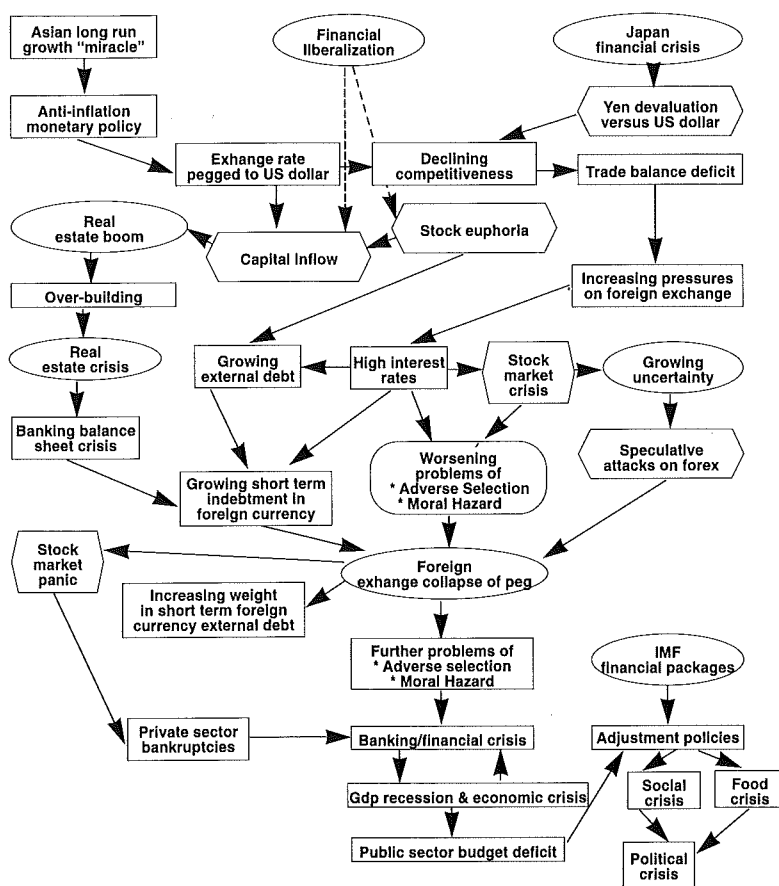 Asian long run
growth "miracle"
Financial
liberalization
Japan
financial crisis
Anti-inflation
monetary policy
Yen devaluation
versus US dollar
Exhange rate
pegged to US dollar
Declining
competitiveness
Trade balance deficit
Real
estate boom
Capital inflow
Stock euphoria
Increasing pressures
on foreign exchange
Over-building
Real
estate crisis
Growing
external debt
High interest
rates
Stock
market
crisis
Growing
uncertainty
Banking balance
sheet crisis
Growing short term
indebtment in
foreign currency
Worsening
problems of
* Adverse Selection
* Moral Hazard
Speculative
attacks on forex
Stock
market
panic
Increasing weight
in short term foreign
currency external debt
Foreign
exhange collapse of peg
Further problems of
* Adverse selection
* Moral Hazard
IMF
financial packages
Private sector
bankruptcies
Banking/financial crisis
Adjustment policies
Gdp recession & economic crisis
Social
crisis
Food
crisis
Public sector budget deficit
Political
crisis